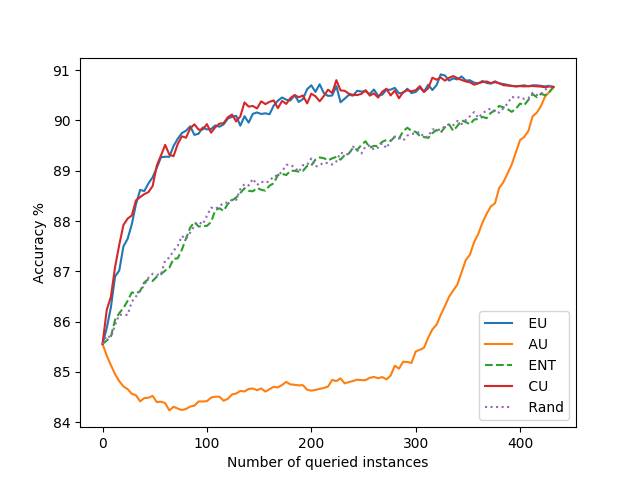 91
90
89
88
87
86
85
84
Accuracy %
0
100
200
300
400
Number of queried instances
EU
AU
ENT
CU
Rand